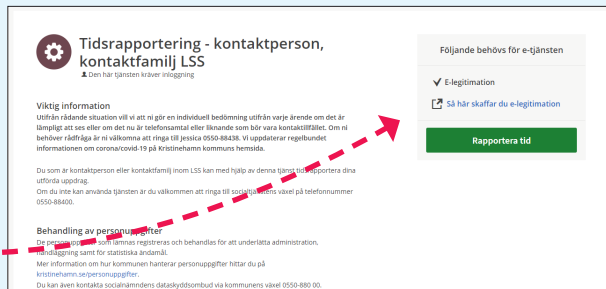 Tidsrapportering - kontaktperson,
kontaktfamilj LSS
Den här tjänsten kräver inloggning
Viktig information
Utifrån rådande situation vill vi att ni gör en individuell bedömning utifrån varje ärende om det är
lämpligt att ses eller om det nu är telefonsamtal eller liknande som bör vara kontakttillfället. Om ni
behöver rådfråga är ni välkomna att ringa till Jessica 0550-88438. Vi uppdaterar regelbundet
informationen om corona/covid-19 på Kristinehamn kommuns hemsida.
Du som är kontaktperson eller kontaktfamilj inom LSS kan med hjälp av denna tjänst tidsrapportera dina
utförda uppdrag.
Om du inte kan använda tjänsten är du välkommen att ringa till socialtjänstens växel på telefonnummer
0550-88400.
Behandling av personuppgifter
De personuppgifter som lämnas registreras och behandlas för att underlätta administration,
handläggning samt för statistiska ändamål.
Mer information om hur kommunen hanterar personuppgifter hittar du på
kristinehamn.se/personuppgifter.
Du kan även kontakta socialnämndens dataskyddsombud via kommunens växel 0550-880 00.
Följande behövs för e-tjänsten
E-legitimation
Så här skaffar du e-legitimation
Rapportera tid